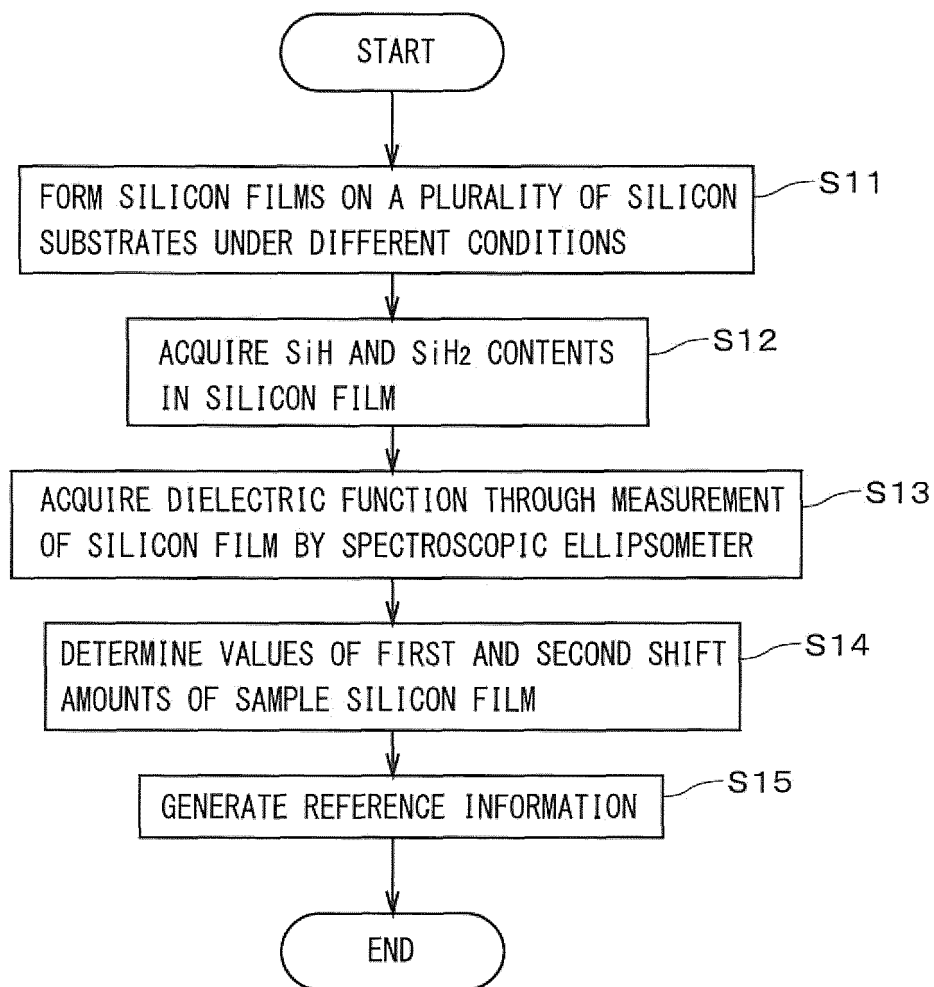 START
S11
FORM SILICON FILMS ON A PLURALITY OF SILICON
SUBSTRATES UNDER DIFFERENT CONDITIONS
S12
ACQUIRE SiH AND SiH2 CONTENTS
IN SILICON FILM
S13
ACQUIRE DIELECTRIC FUNCTION THROUGH MEASUREMENT
OF SILICON FILM BY SPECTROSCOPIC ELLIPSOMETER
S14
DETERMINE VALUES OF FIRST AND SECOND SHIFT
AMOUNTS OF SAMPLE SILICON FILM
S15
GENERATE REFERENCE INFORMATION
END